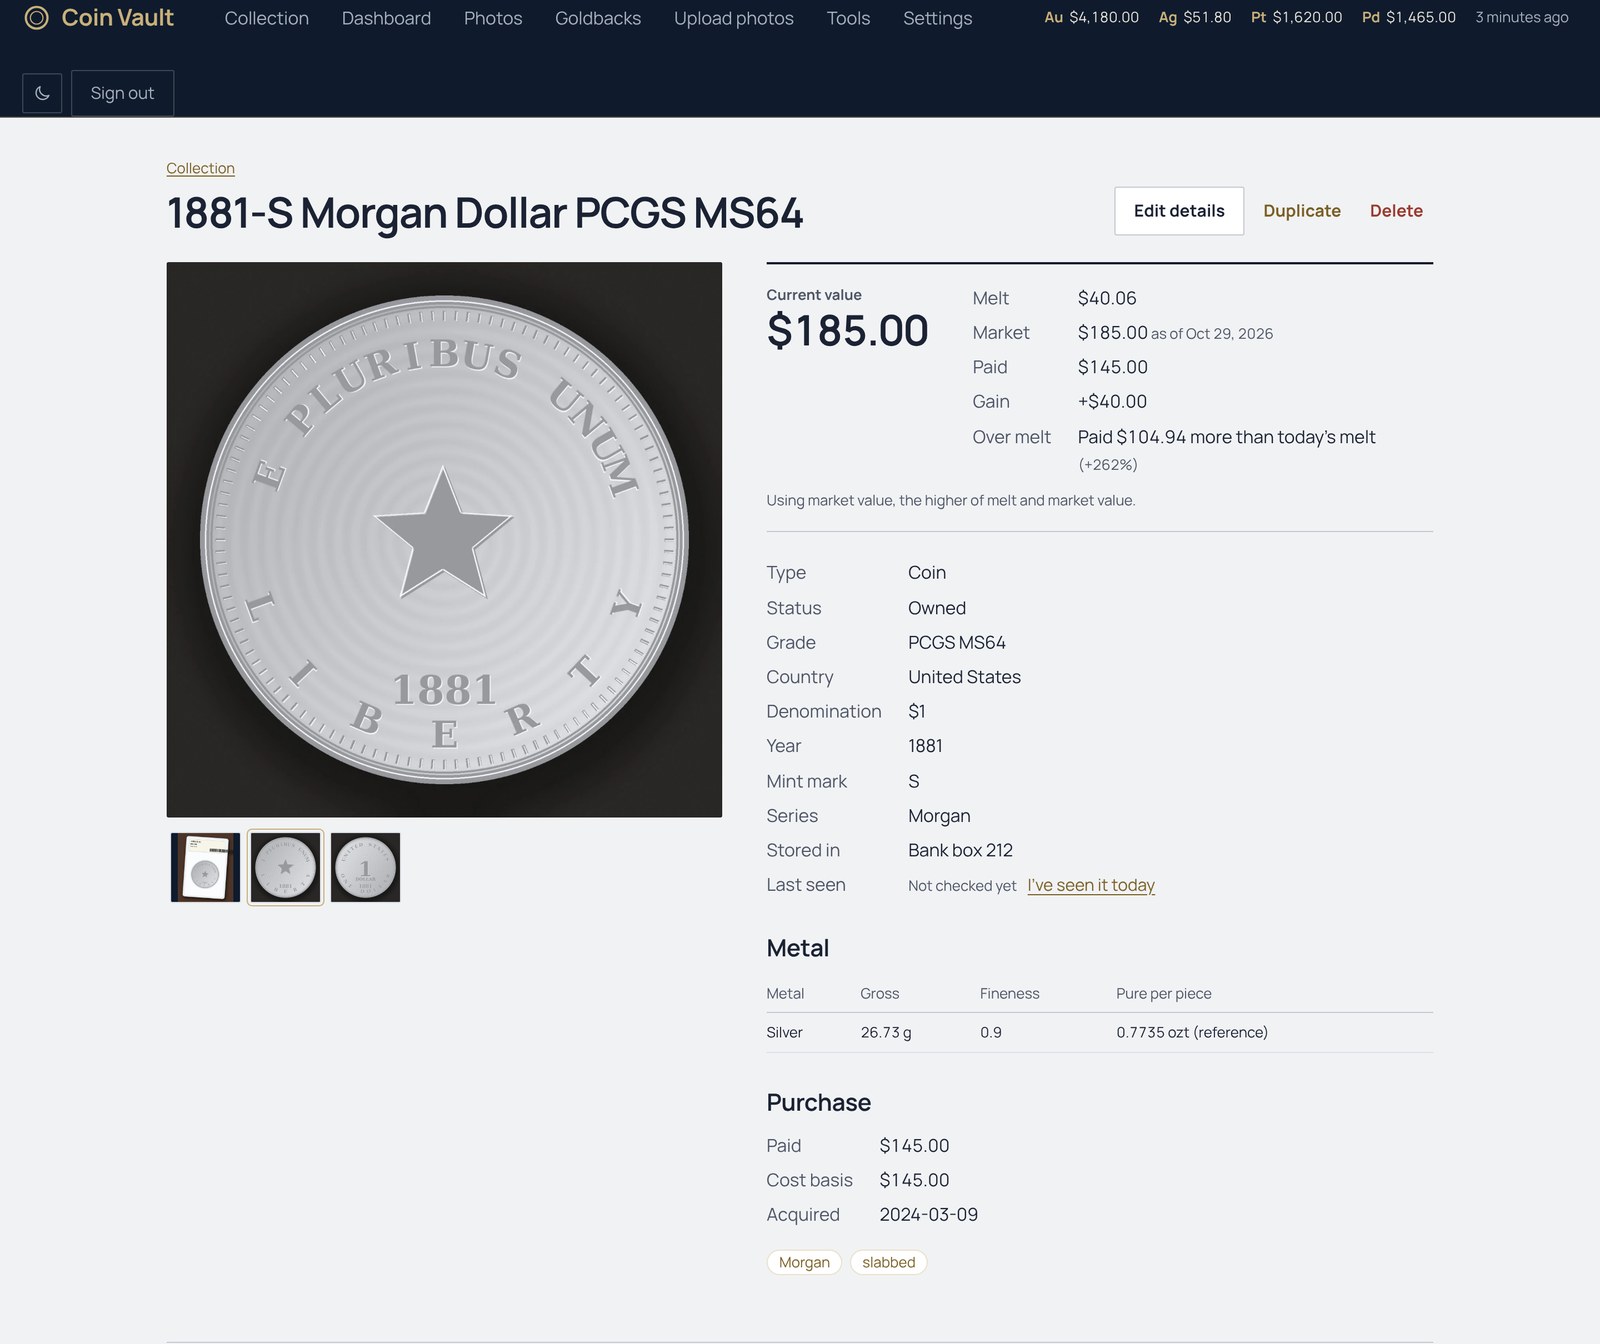 Coin Vault Collection Dashboard Photos Goldbacks Upload photos Tools Settings Au $4,180.00 Ag $51.80 Pt $1,620.00 Pd $1,465.00 3 minutes ago
Sign out
Collection
1881-S Morgan Dollar PCGS MS64
Edit details Duplicate Delete
E PLURIBUS UNUM
1881
LIBERTY
Current value
$185.00
Melt $40.06
Market $185.00 as of Oct 29, 2026
Paid $145.00
Gain +$40.00
Over melt Paid $104.94 more than today's melt
(+262%)
Using market value, the higher of melt and market value.
Type Coin
Status Owned
Grade PCGS MS64
Country United States
Denomination $1
Year 1881
Mint mark S
Series Morgan
Stored in Bank box 212
Last seen Not checked yet I've seen it today
Metal
Metal Gross Fineness Pure per piece
Silver 26.73 g 0.9 0.7735 ozt (reference)
Purchase
Paid $145.00
Cost basis $145.00
Acquired 2024-03-09
Morgan slabbed